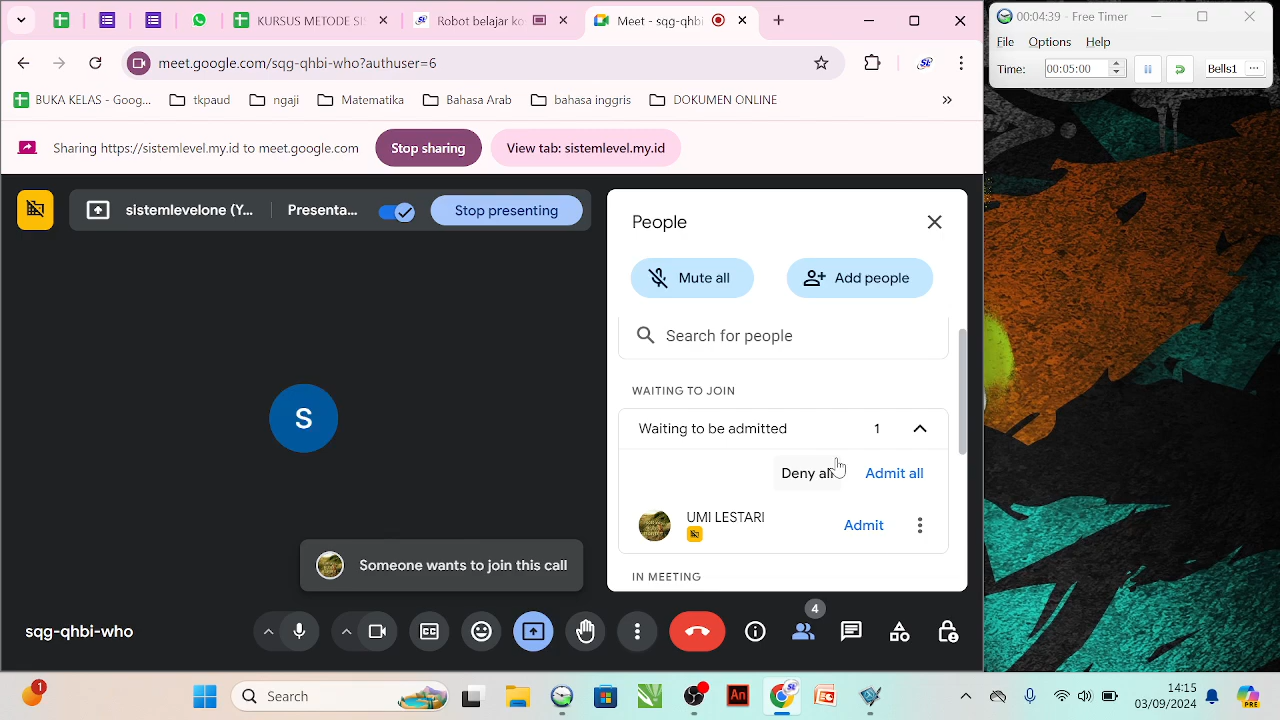 KURSUS METODE S
Robot belajar ko
Meet - sqg-qhbi
00:04:39 - Free Timer
File Options Help
Time: 00:05:00 Bells1 ...
meet.google.com/sqg-qhbi-who?authuser=6
BUKA KELAS - Goog... tkpaud Bahasa inggris DOKUMEN ONLINE
Sharing https://sistemlevel.my.id to meet.google.com Stop sharing View tab: sistemlevel.my.id
sistemlevelone (Y... Presenta... Stop presenting
People
Mute all Add people
Search for people
WAITING TO JOIN
Waiting to be admitted 1
Deny all Admit all
S
UMI LESTARI Admit
Someone wants to join this call
IN MEETING
4
sqg-qhbi-who
1
Search
An
14:15
03/09/2024
PRE